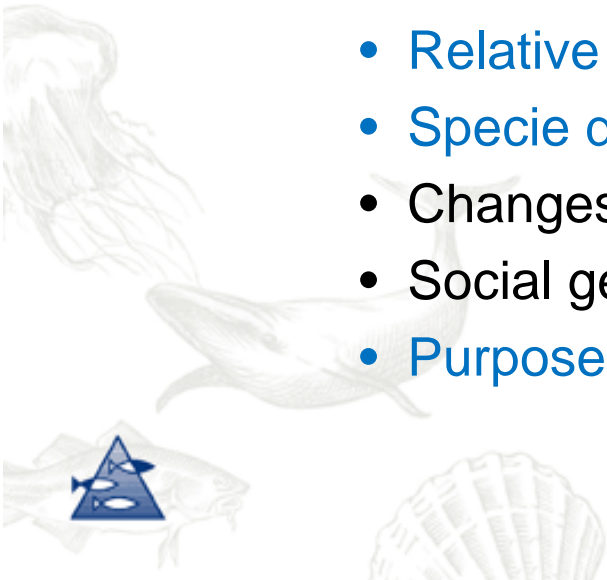 • Relative
• Specie
• Changes
• Social
• Purpose